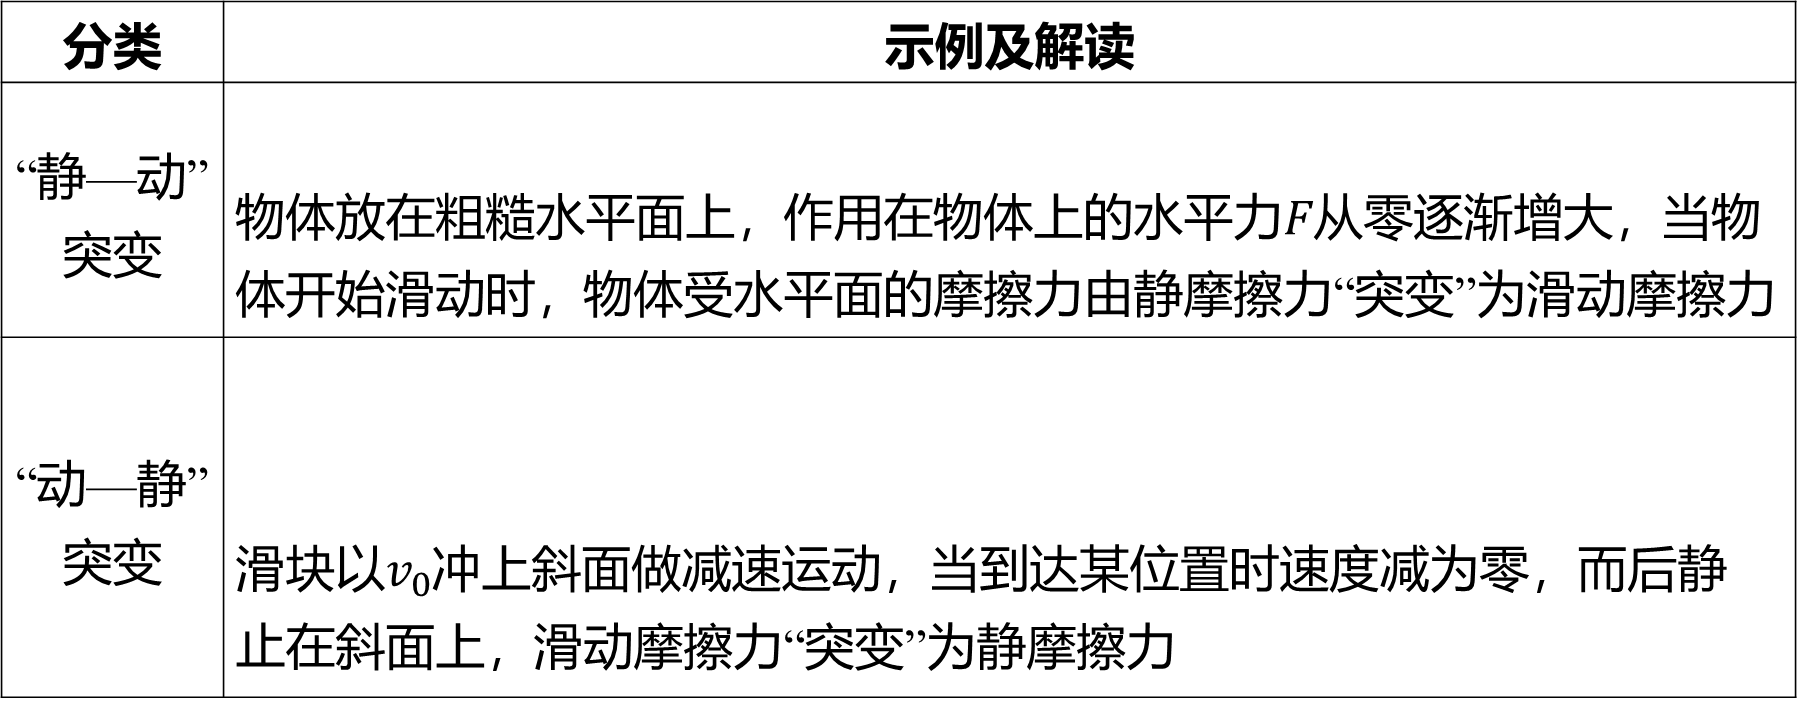 分类
示例及解读
“静—动”
突变
物体放在粗糙水平面上，作用在物体上的水平力F从零逐渐增大，当物
体开始滑动时，物体受水平面的摩擦力由静摩擦力“突变”为滑动摩擦力
“动—静”
突变
滑块以v₀冲上斜面做减速运动，当到达某位置时速度减为零，而后静
止在斜面上，滑动摩擦力“突变”为静摩擦力